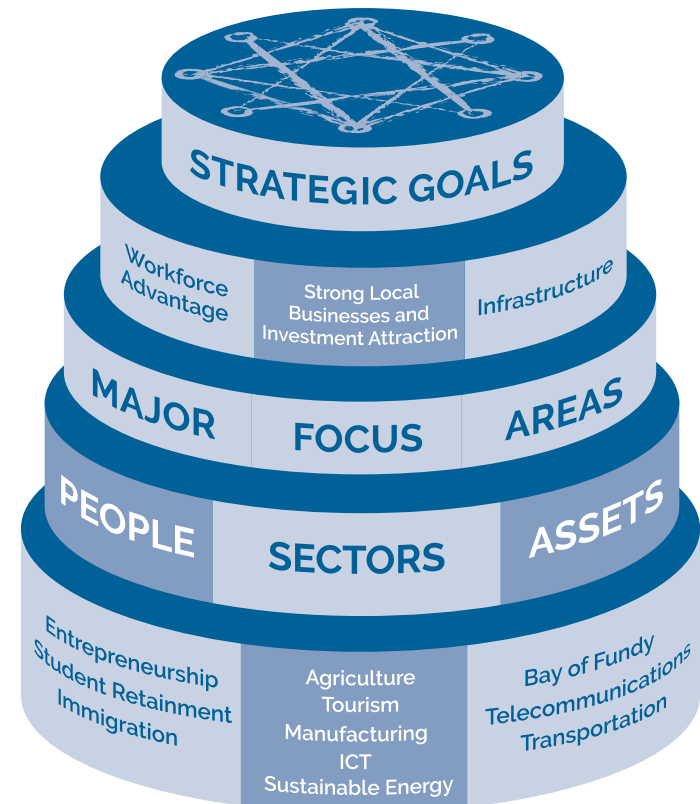 STRATEGIC GOALS
Workforce
Advantage
Strong Local
Businesses and
Investment Attraction
Infrastructure
MAJOR
FOCUS
AREAS
PEOPLE
SECTORS
ASSETS
Entrepreneurship
Student Retainment
Immigration
Agriculture
Tourism
Manufacturing
ICT
Sustainable Energy
Bay of Fundy
Telecommunications
Transportation